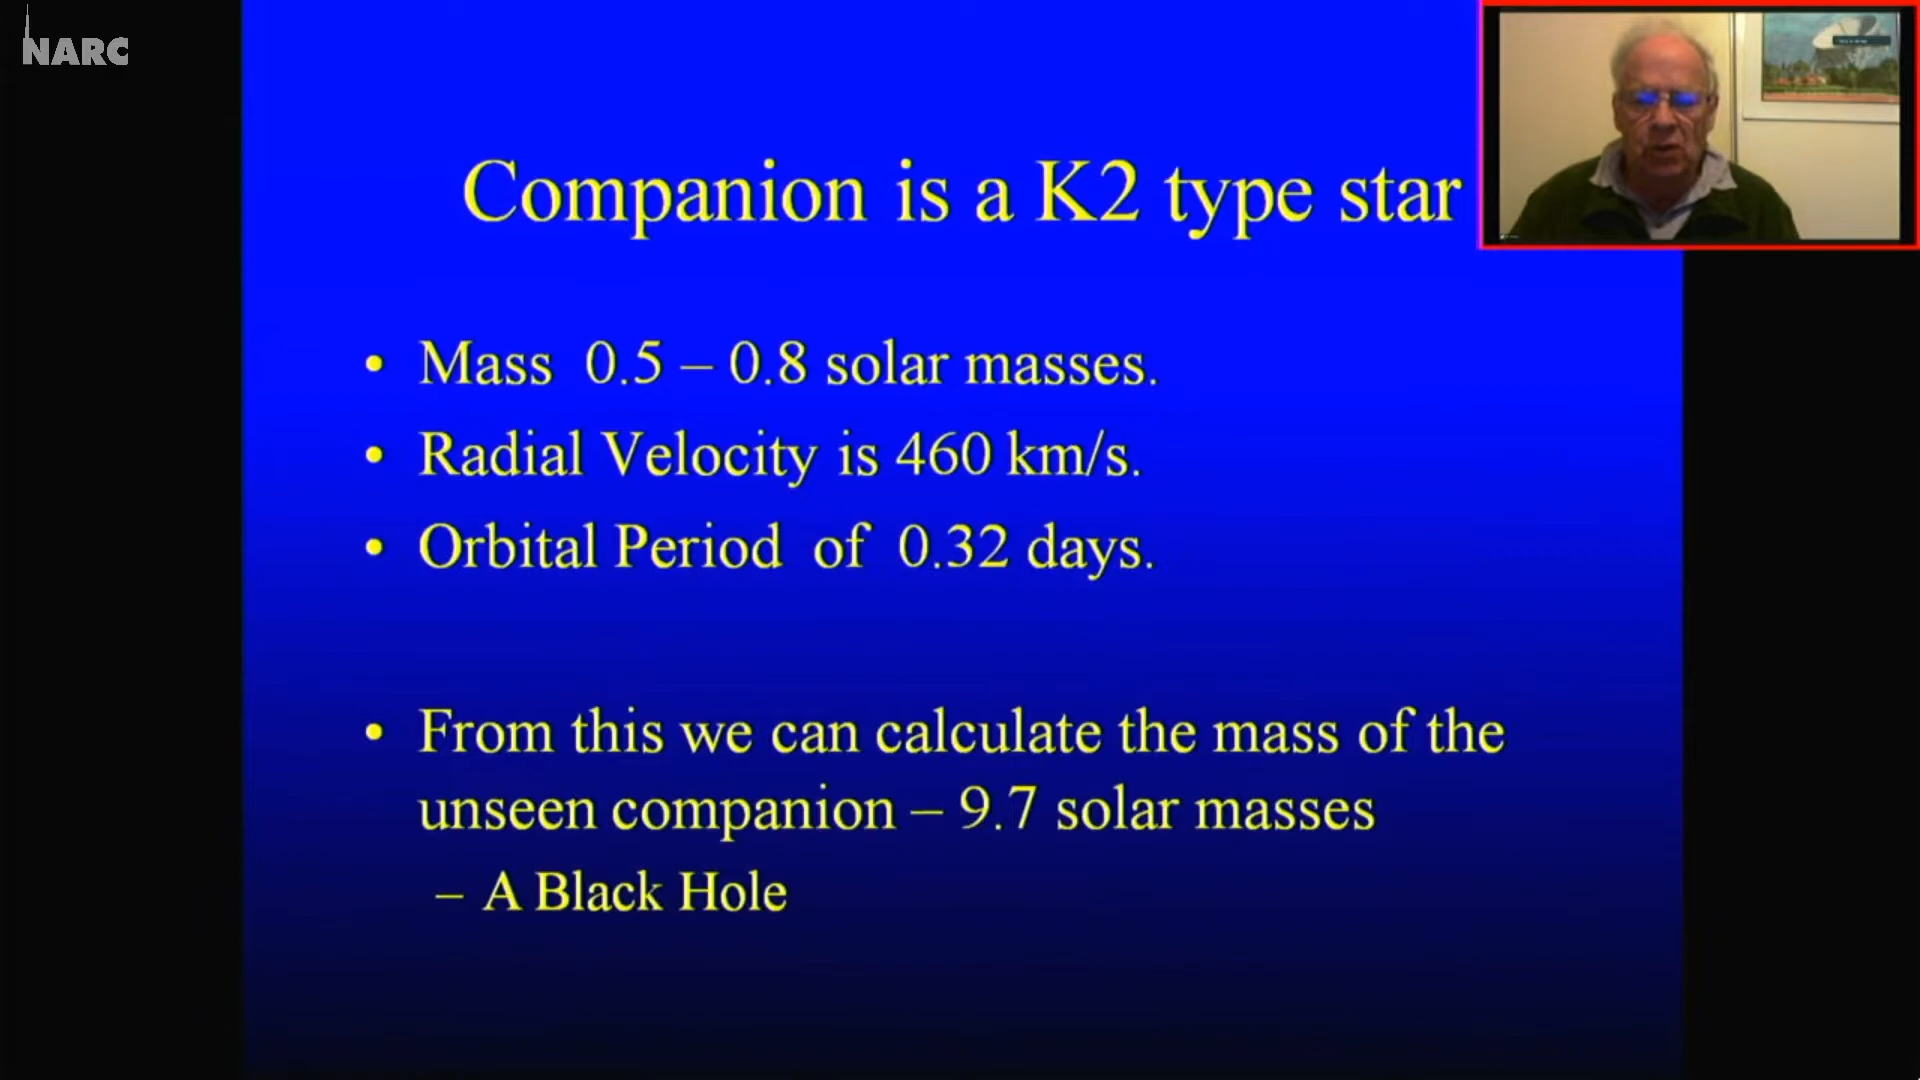 NARC
Companion is a K2 type star
• Mass 0.5 – 0.8 solar masses.
• Radial Velocity is 460 km/s.
• Orbital Period of 0.32 days.
• From this we can calculate the mass of the
unseen companion – 9.7 solar masses
– A Black Hole